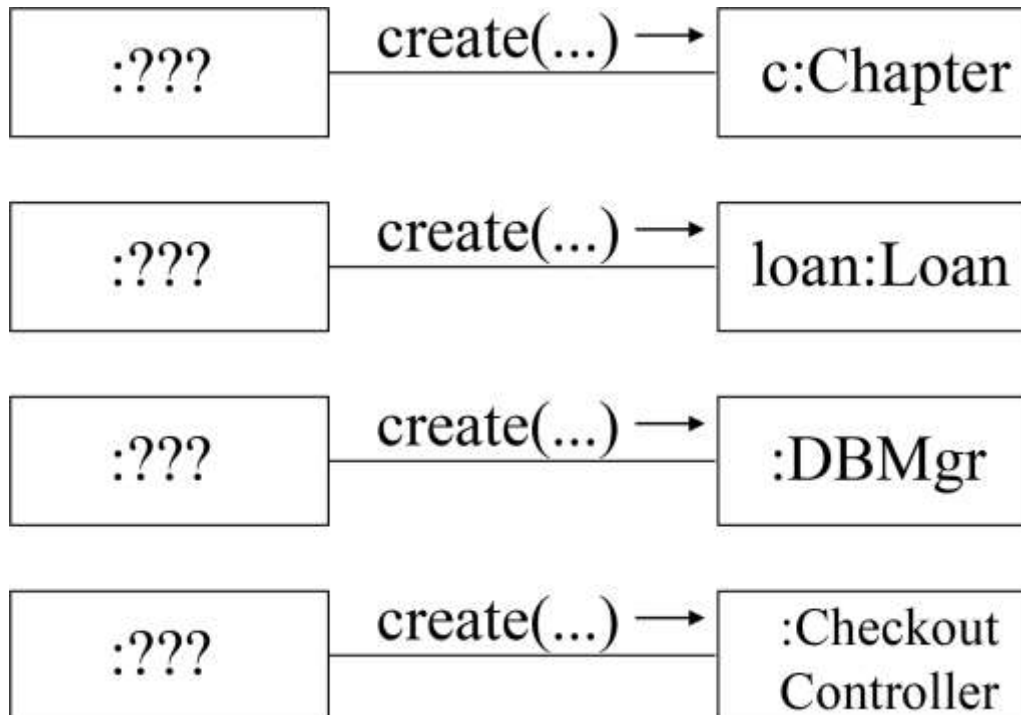 :???
create(...)
c:Chapter
:???
create(...)
loan:Loan
:???
create(...)
:DBMgr
:???
create(...)
:Checkout
Controller